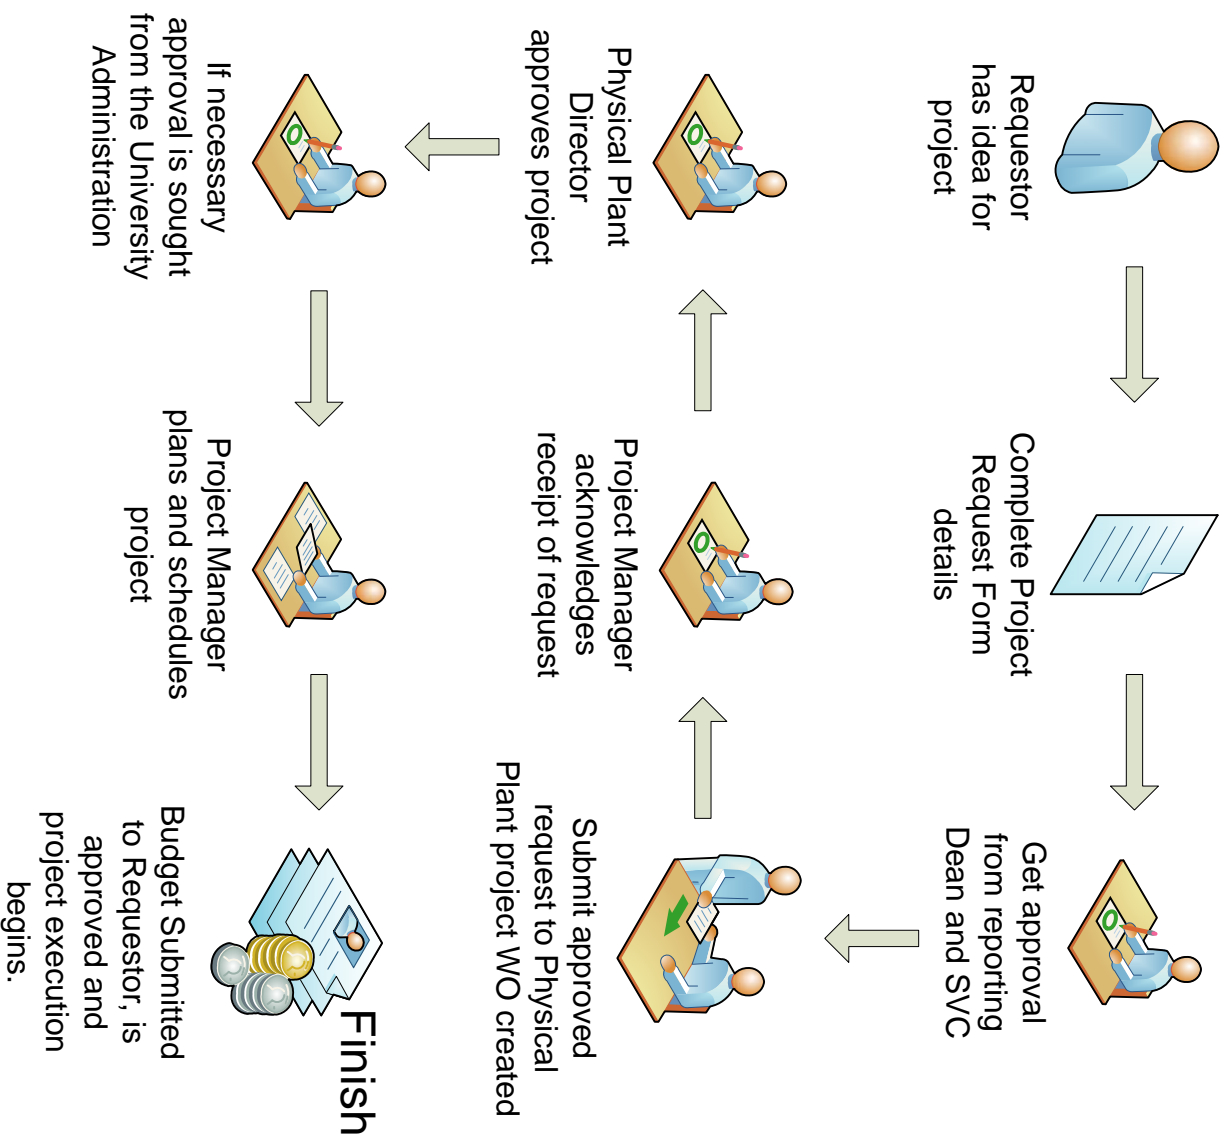 Requestor
has idea for
project
Complete Project
Request Form
details
Get approval
from reporting
Dean and SVC
Submit approved
request to Physical
Plant project WO created
Project Manager
acknowledges
receipt of request
Physical Plant
Director
approves project
If necessary
approval is sought
from the University
Administration
Project Manager
plans and schedules
project
Finish
Budget Submitted
to Requestor, is
approved and
project execution
begins.